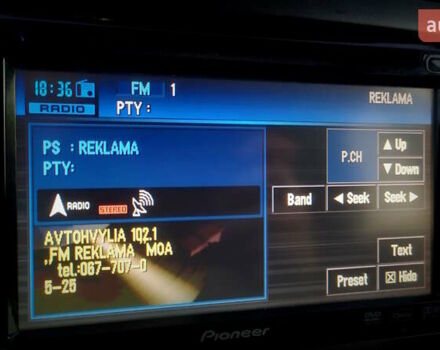 18:36
FM 1
RADIO
PTY :
REKLAMA
PS : REKLAMA
PTY:
RADIO STEREO
AVTOHVYLIA 102.1
,FM REKLAMA MOA
tel:067-707-0
5-25
P.CH
Up
Down
Band
Seek
Seek
Text
Preset
Hide
Pioneer
DVD